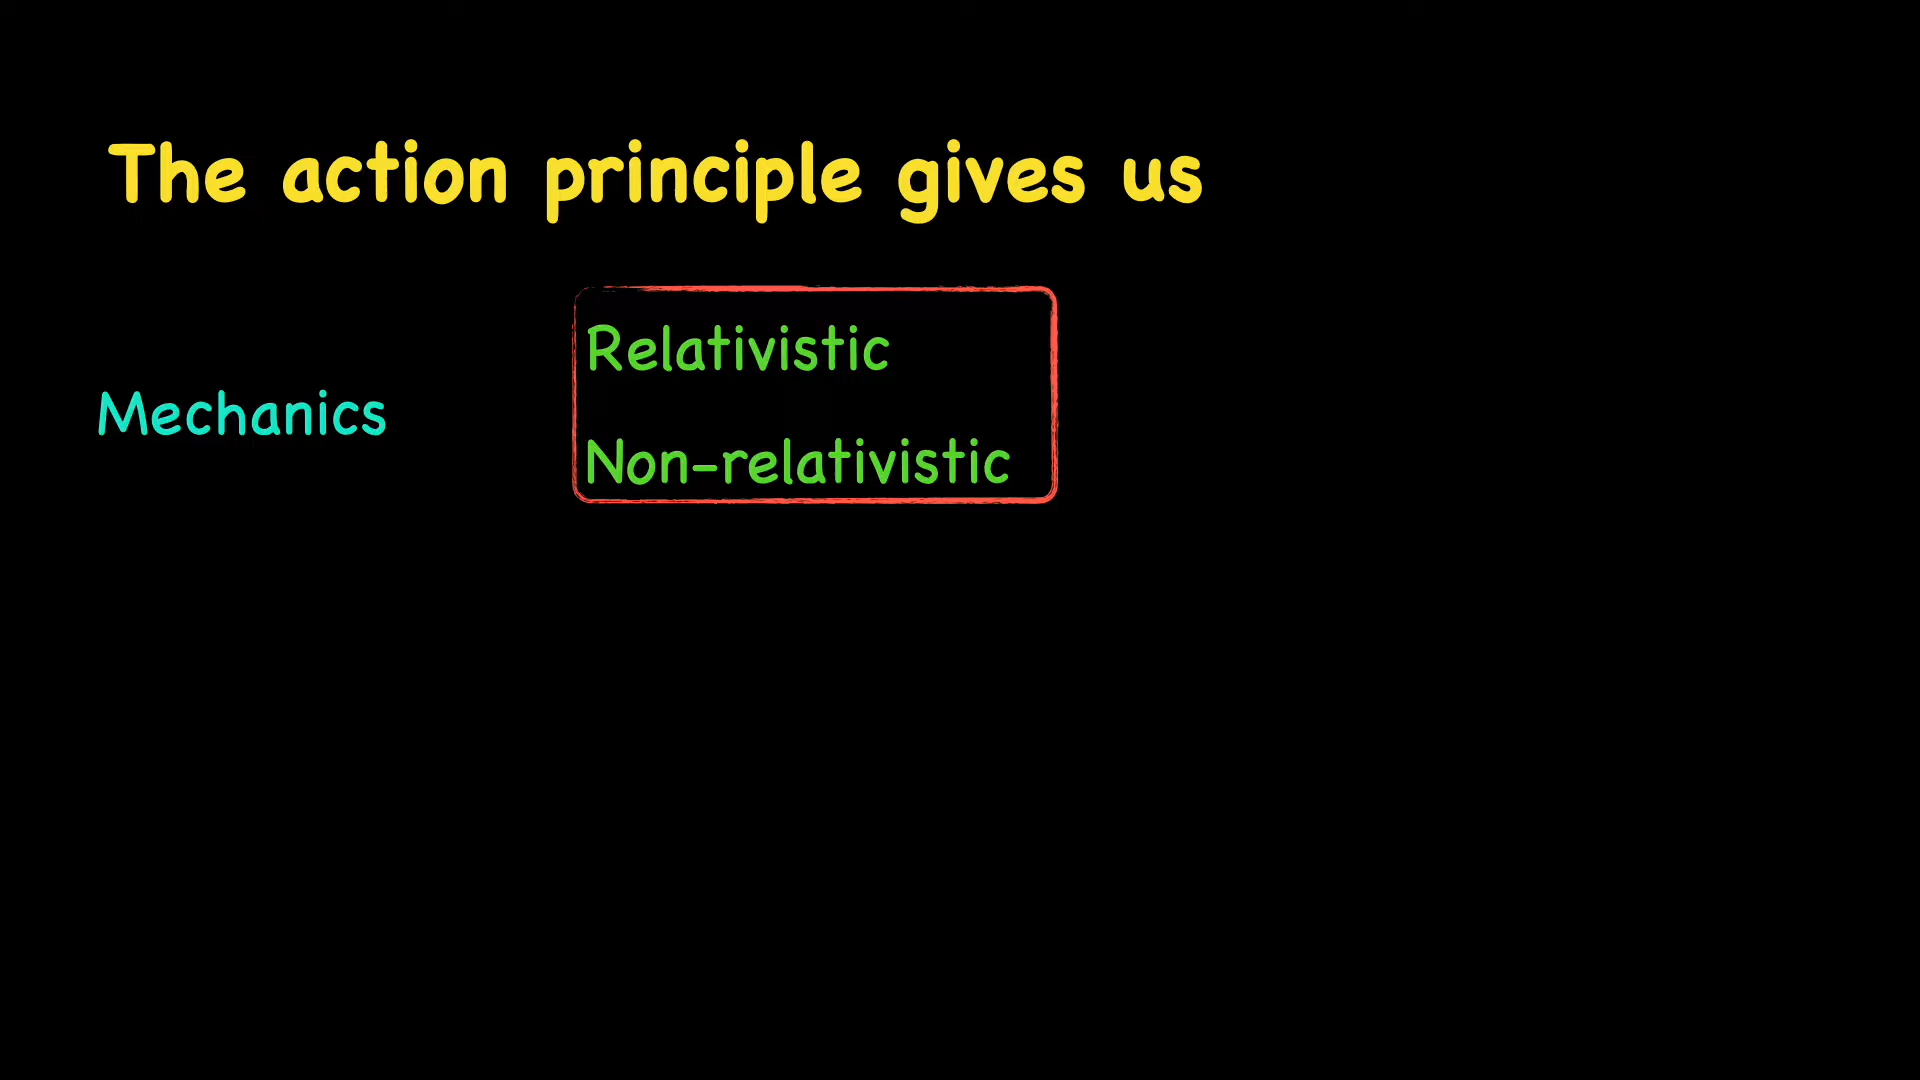 The action principle gives us
Relativistic
Mechanics
Non-relativistic